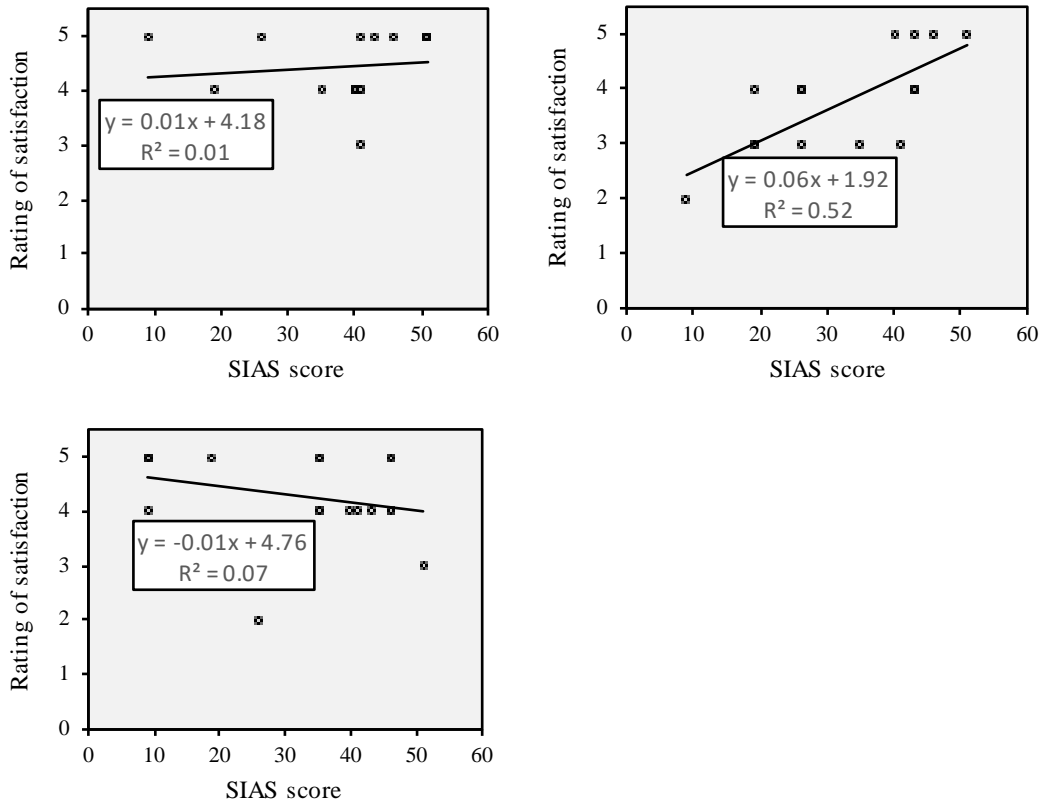 Rating of satisfaction
5
4
3
2
1
0
y = 0.01x + 4.18
R² = 0.01
0 10 20 30 40 50 60
SIAS score
Rating of satisfaction
5
4
3
2
1
0
y = 0.06x + 1.92
R² = 0.52
0 10 20 30 40 50 60
SIAS score
Rating of satisfaction
5
4
3
2
1
0
y = -0.01x + 4.76
R² = 0.07
0 10 20 30 40 50 60
SIAS score